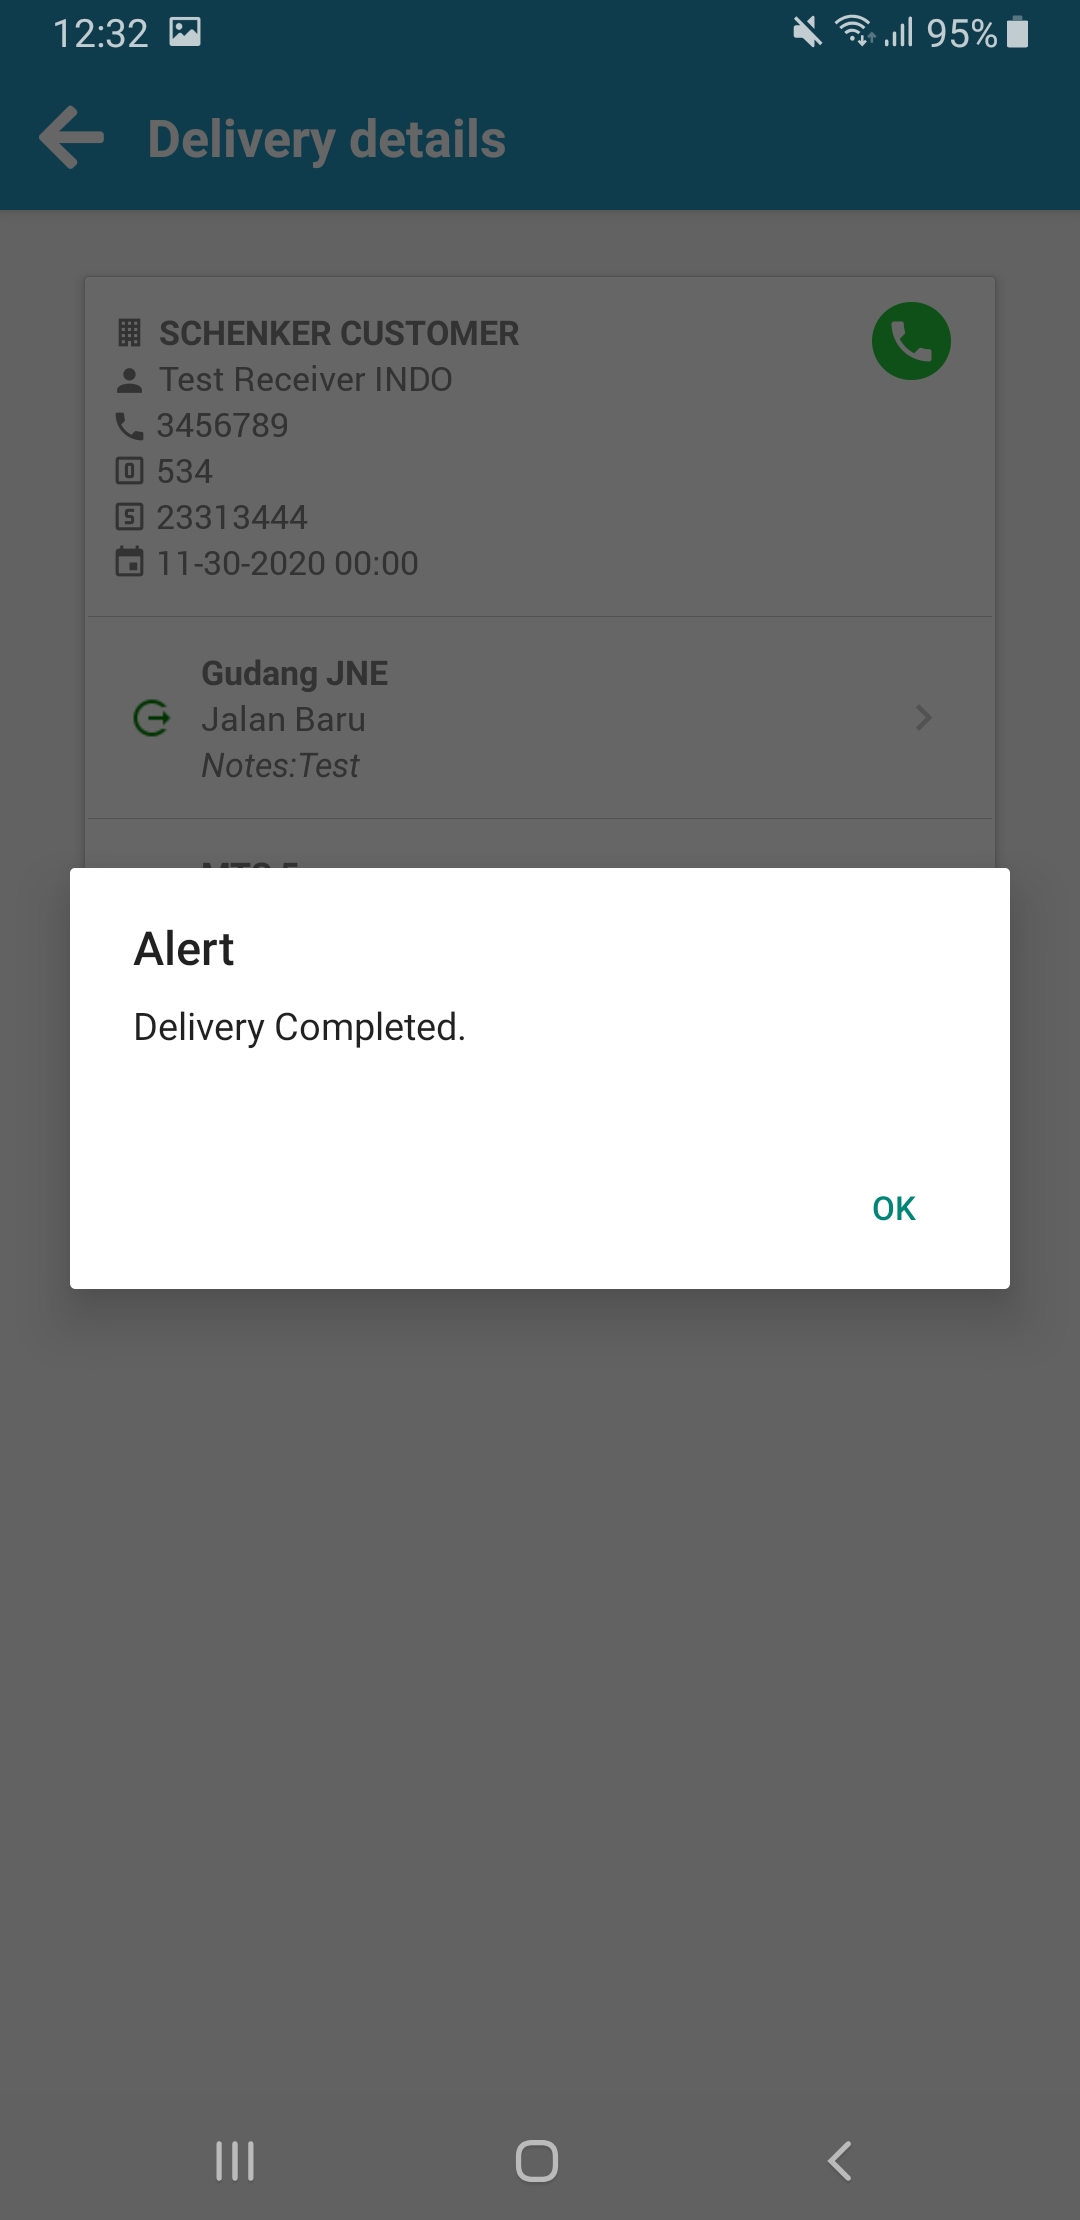 12:32
95%
Delivery details
SCHENKER CUSTOMER
Test Receiver INDO
3456789
0 534
S 23313444
11-30-2020 00:00
Gudang JNE
Jalan Baru
Notes:Test
Alert
Delivery Completed.
OK